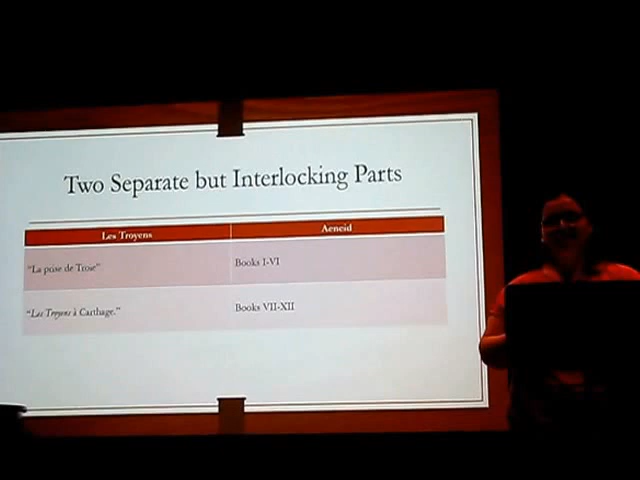 Two Separate but Interlocking Parts
Les Troyens Aeneid
"La prise de Troie" Books I-VI
"Les Troyens à Carthage." Books VII-XII